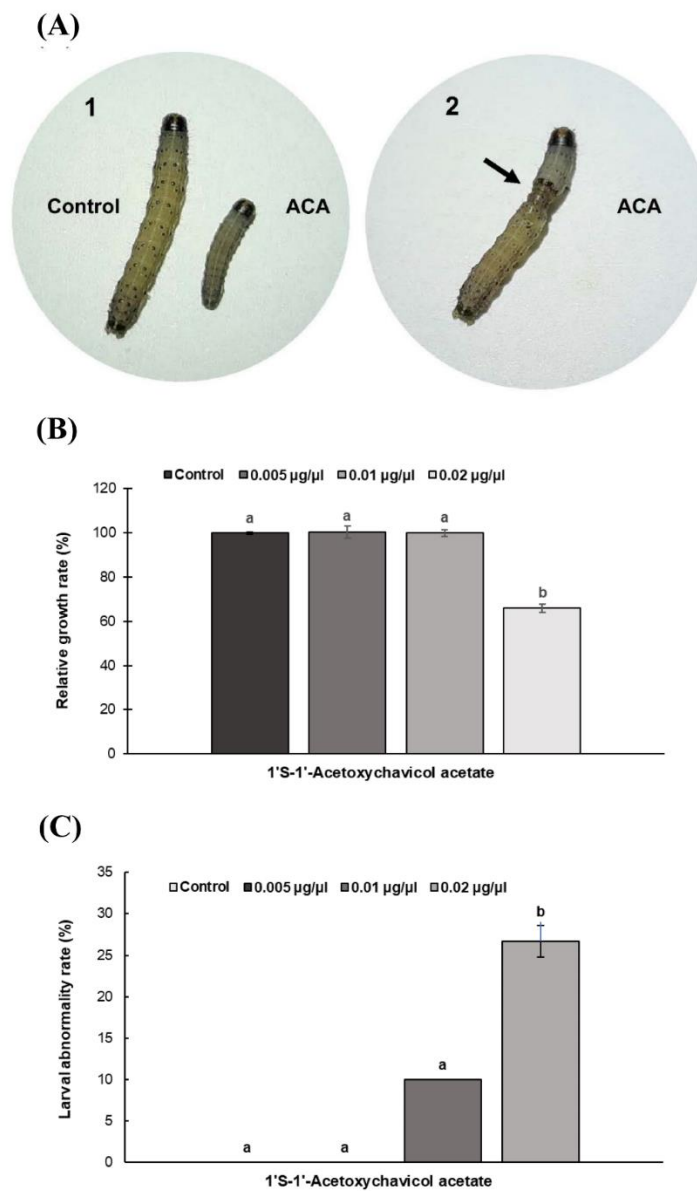 (A)
1
Control
ACA
2
ACA
(B)
Control 0.005 µg/µl 0.01 µg/µl 0.02 µg/µl
120
100
80
60
40
20
0
Relative growth rate (%)
a
a
a
b
1'S-1'-Acetoxychavicol acetate
(C)
Control 0.005 µg/µl 0.01 µg/µl 0.02 µg/µl
35
30
25
20
15
10
5
0
Larval abnormality rate (%)
a
a
a
b
1'S-1'-Acetoxychavicol acetate